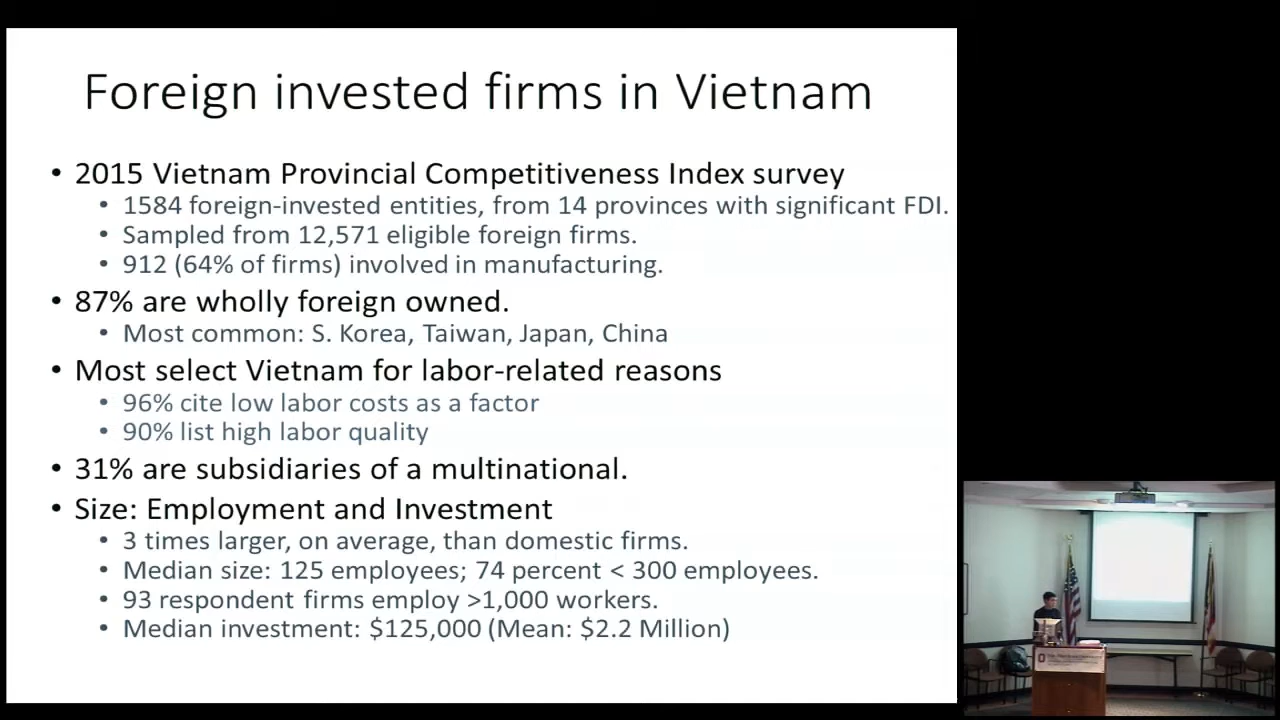 Foreign invested firms in Vietnam
• 2015 Vietnam Provincial Competitiveness Index survey
• 1584 foreign-invested entities, from 14 provinces with significant FDI.
• Sampled from 12,571 eligible foreign firms.
• 912 (64% of firms) involved in manufacturing.
• 87% are wholly foreign owned.
• Most common: S. Korea, Taiwan, Japan, China
• Most select Vietnam for labor-related reasons
• 96% cite low labor costs as a factor
• 90% list high labor quality
• 31% are subsidiaries of a multinational.
• Size: Employment and Investment
• 3 times larger, on average, than domestic firms.
• Median size: 125 employees; 74 percent < 300 employees.
• 93 respondent firms employ >1,000 workers.
• Median investment: $125,000 (Mean: $2.2 Million)